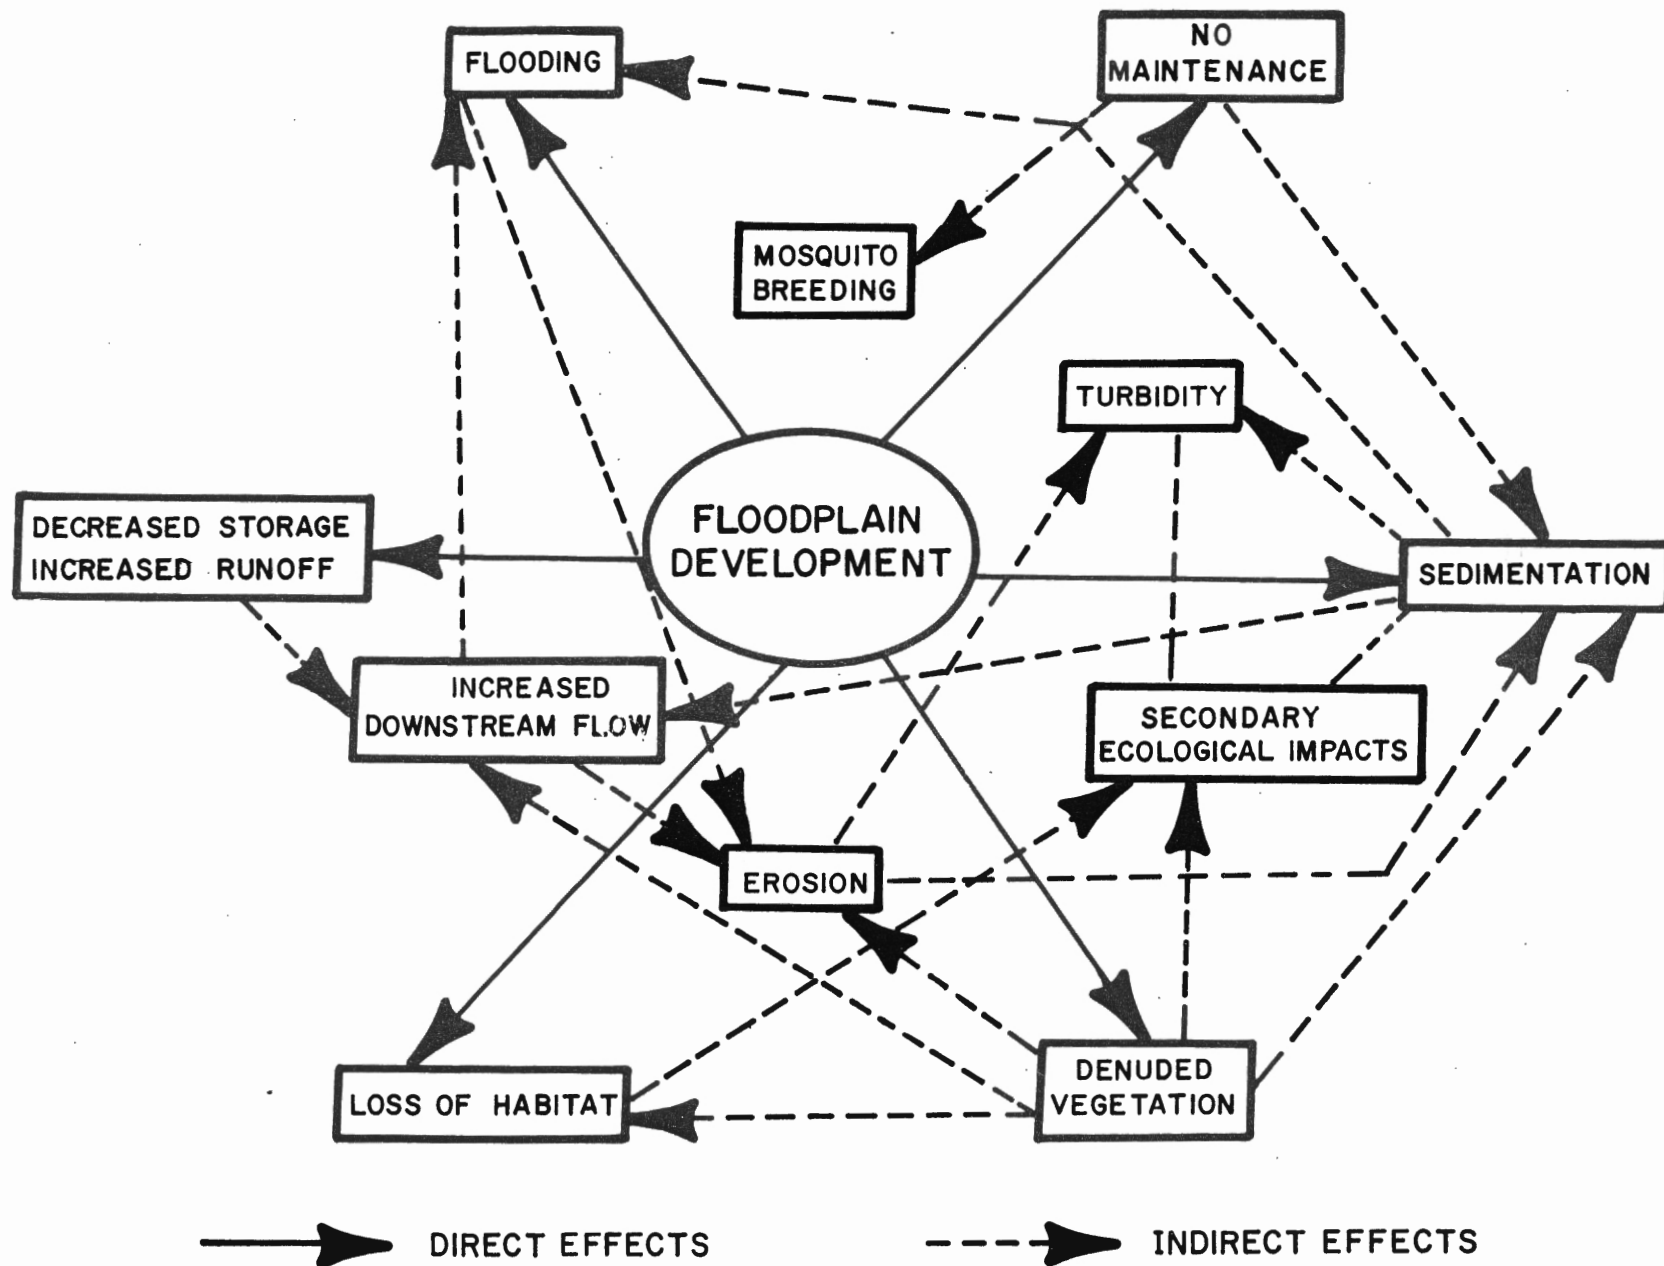 FLOODING
NO
MAINTENANCE
MOSQUITO
BREEDING
TURBIDITY
FLOODPLAIN
DEVELOPMENT
DECREASED STORAGE
INCREASED RUNOFF
SEDIMENTATION
INCREASED
DOWNSTREAM FLOW
SECONDARY
ECOLOGICAL IMPACTS
EROSION
LOSS OF HABITAT
DENUDED
VEGETATION
DIRECT EFFECTS
INDIRECT EFFECTS